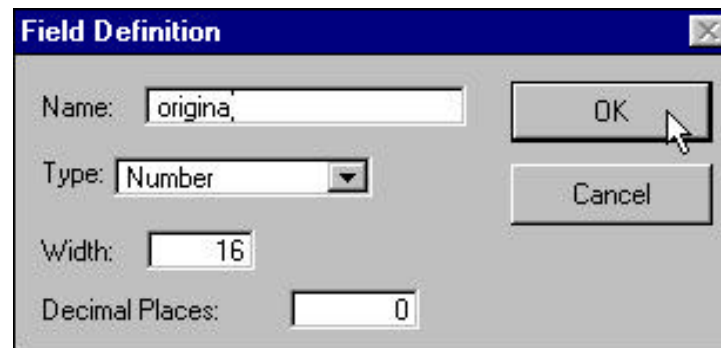 Field Definition
Name: origina
OK
Type: Number
Cancel
Width: 16
Decimal Places: 0